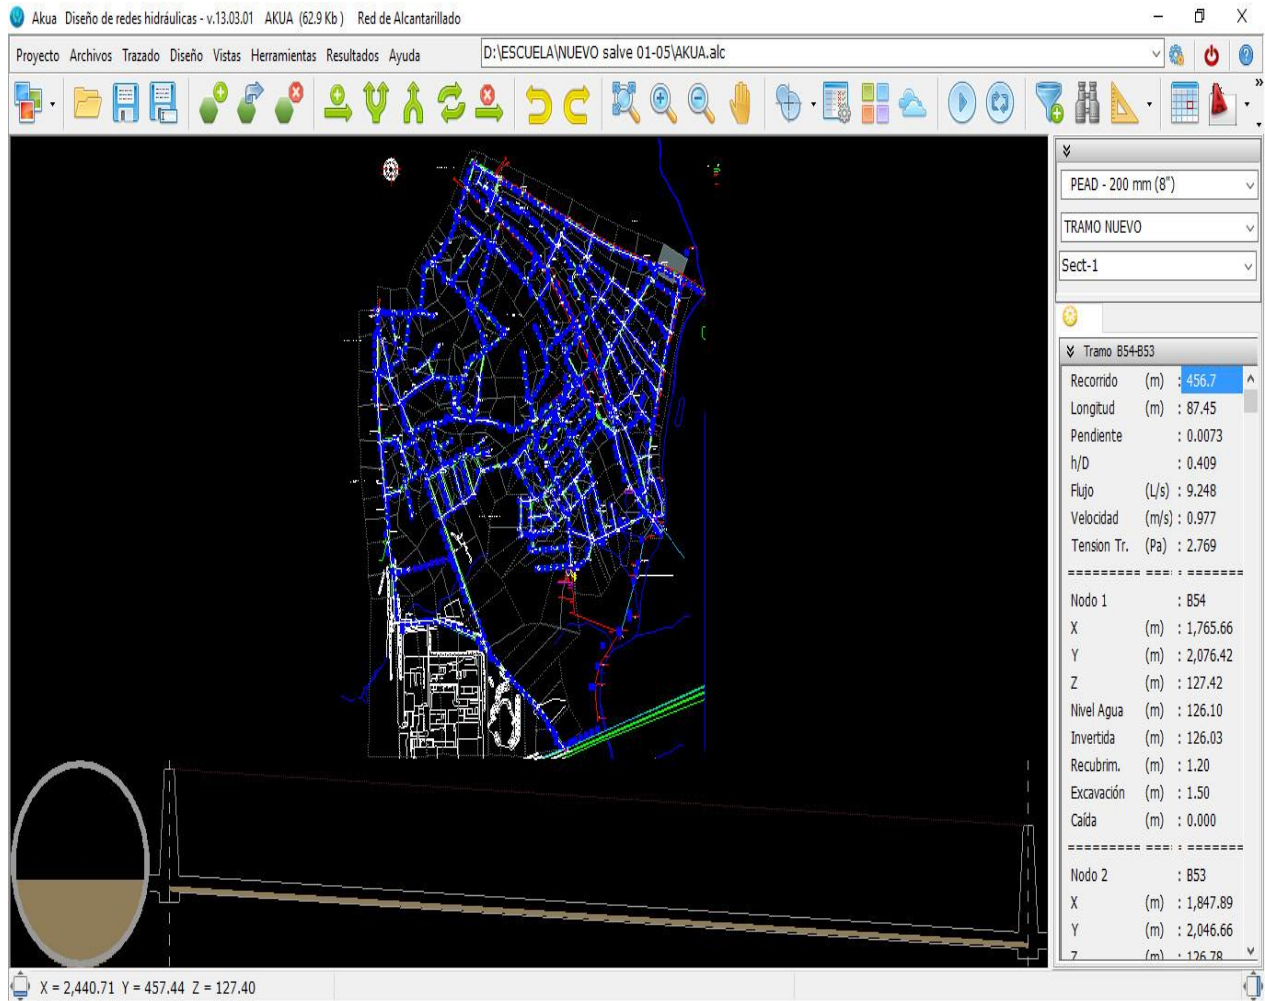 Akua Diseño de redes hidráulicas - v.13.03.01 AKUA (62.9 Kb ) Red de Alcantarillado
Proyecto Archivos Trazado Diseño Vistas Herramientas Resultados Ayuda D:\ESCUELA\NUEVO salve 01-05\AKUA.alc
PEAD - 200 mm (8")
TRAMO NUEVO
Sect-1
Tramo B54-B53
Recorrido (m) : 456.7
Longitud (m) : 87.45
Pendiente : 0.0073
h/D : 0.409
Flujo (L/s) : 9.248
Velocidad (m/s) : 0.977
Tension Tr. (Pa) : 2.769
========= === : =======
Nodo 1 : B54
X (m) : 1,765.66
Y (m) : 2,076.42
Z (m) : 127.42
Nivel Agua (m) : 126.10
Invertida (m) : 126.03
Recubrim. (m) : 1.20
Excavación (m) : 1.50
Caída (m) : 0.000
========= === : =======
Nodo 2 : B53
X (m) : 1,847.89
Y (m) : 2,046.66
Z (m) : 126.78
X = 2,440.71 Y = 457.44 Z = 127.40